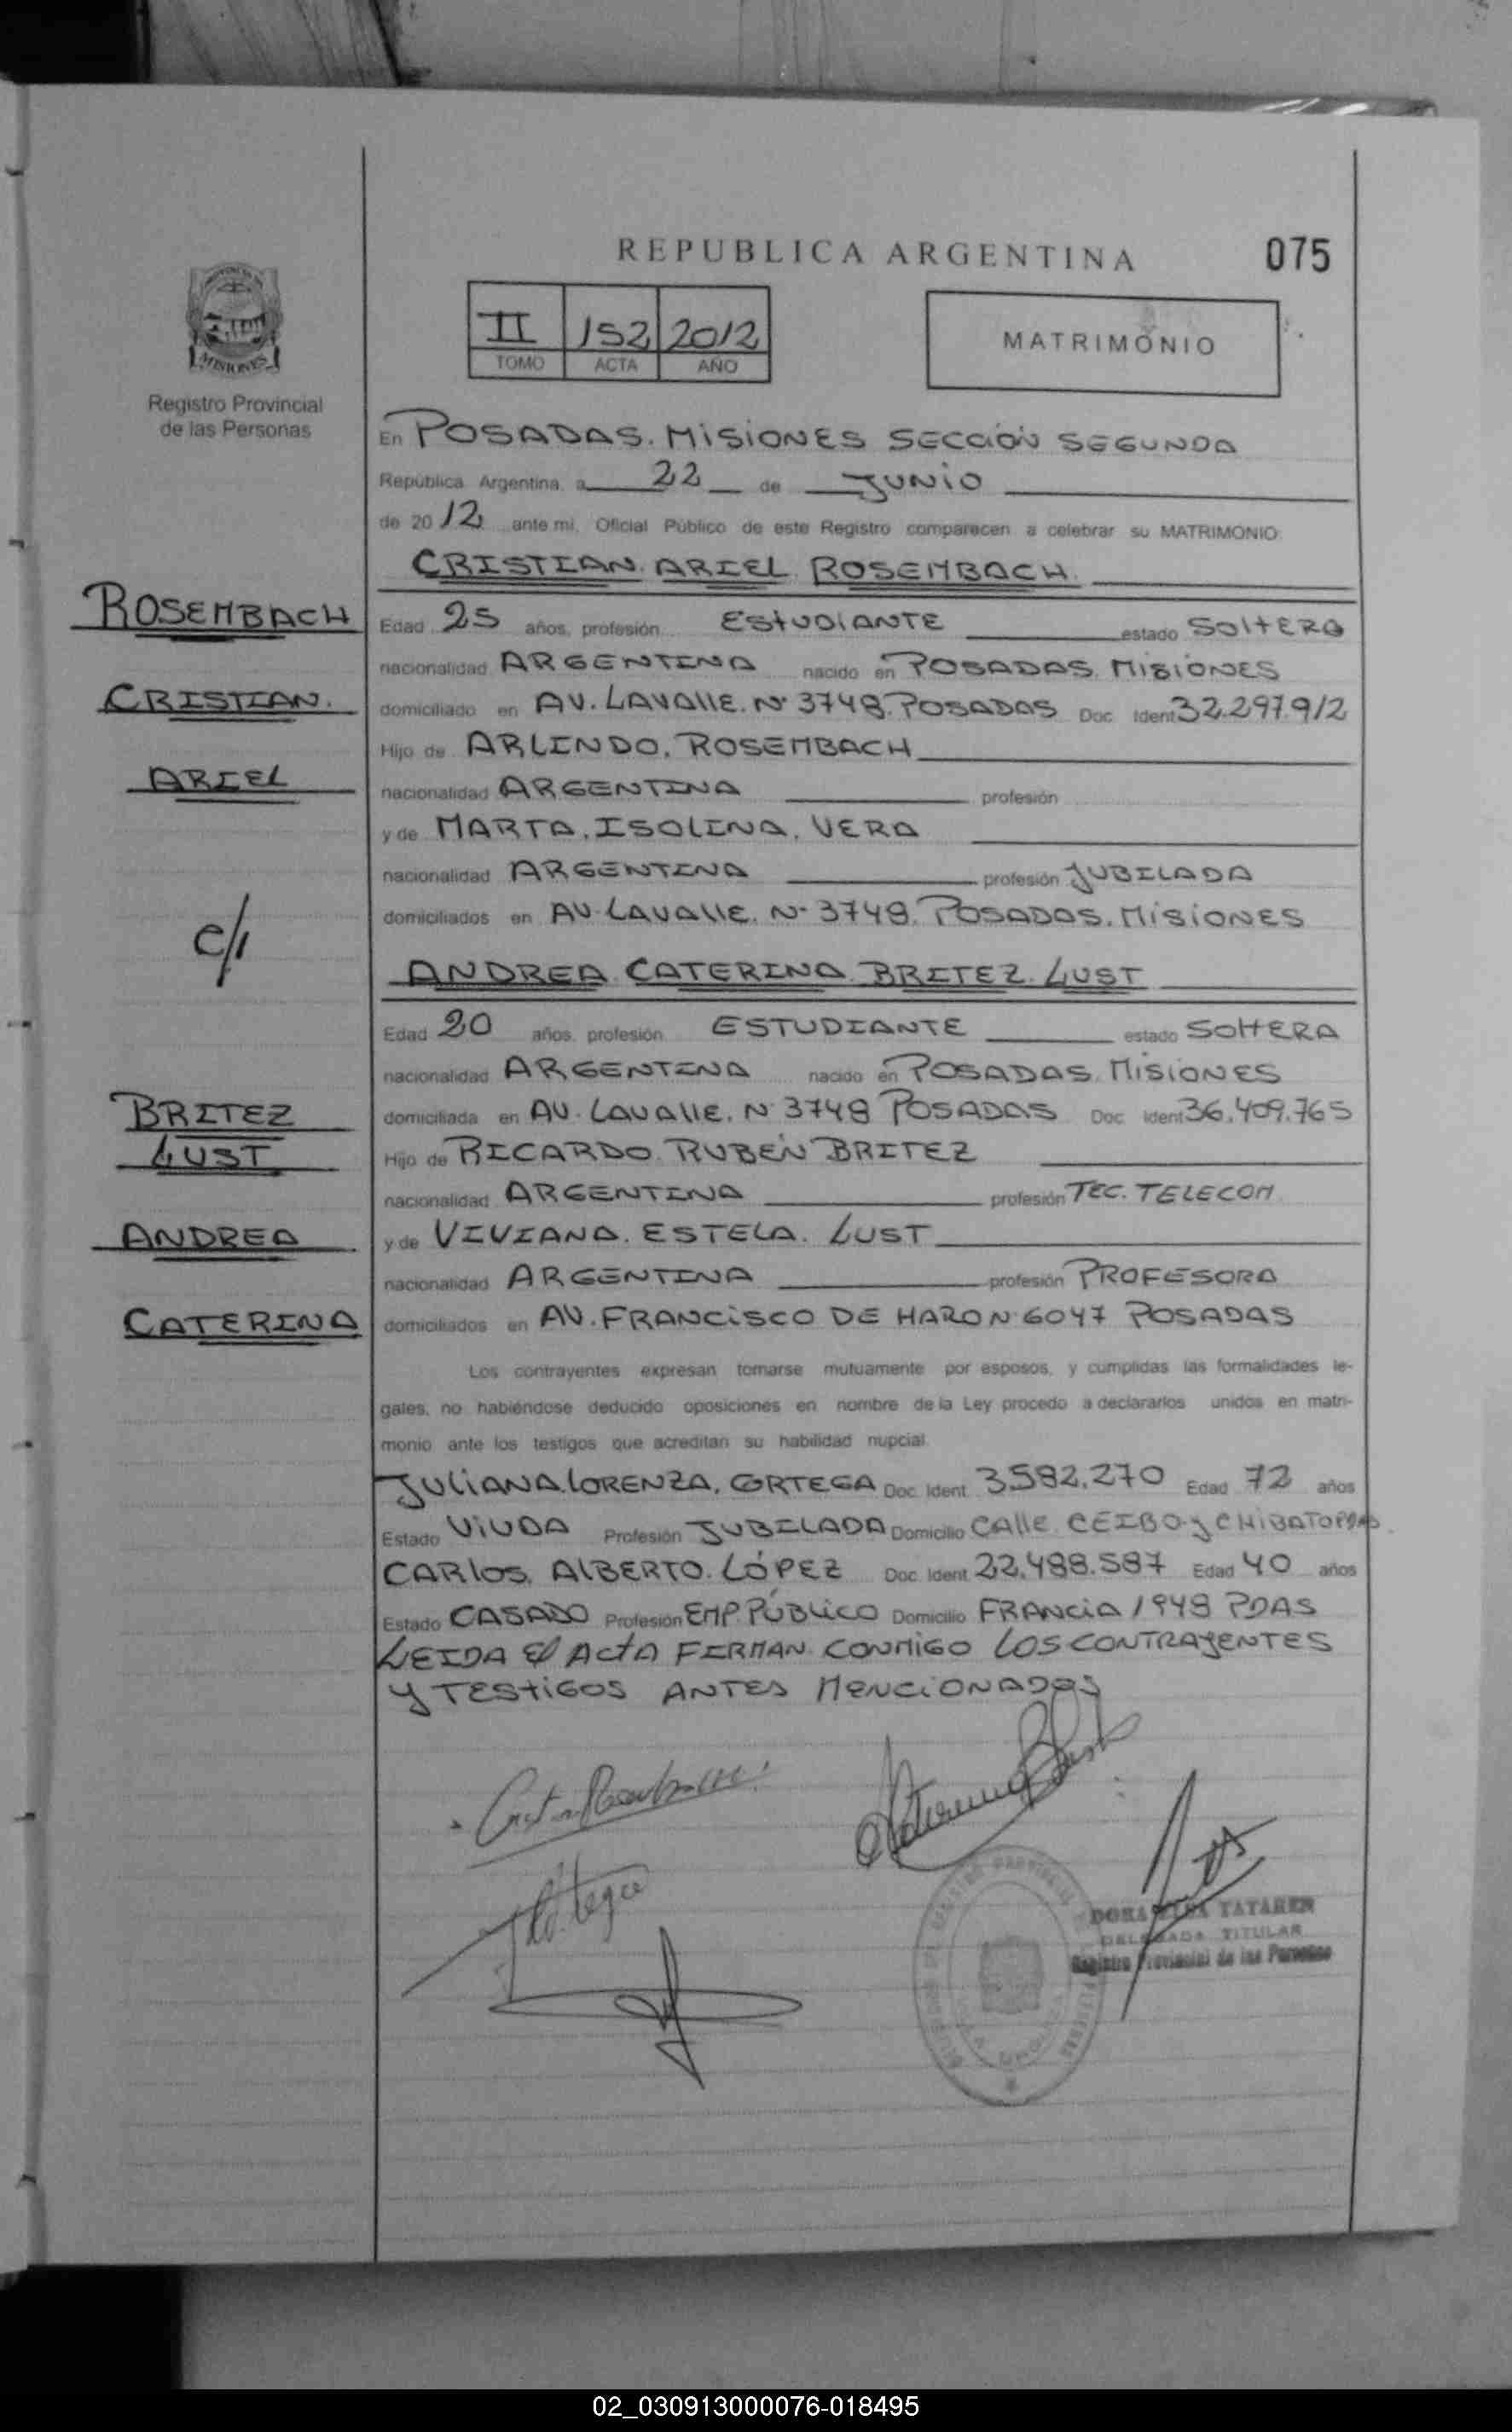 REPUBLICA ARGENTINA
075
II 152 2012
TOMO ACTA AÑO
MATRIMONIO
MISIONES
Registro Provincial
de las Personas
En POSADAS. MISIONES SECCIÓN SEGUNDA
República Argentina, a 22 de JUNIO
de 20 12 ante mi, Oficial Público de este Registro comparecen a celebrar su MATRIMONIO:
CRISTIAN. ARIEL. ROSEMBACH.
ROSEMBACH
Edad 25 años, profesión ESTUDIANTE estado SOLTERO
nacionalidad ARGENTINA nacido en POSADAS. MISIONES
CRISTIAN.
domiciliado en AV. LAVALLE. Nº 3748. POSADAS Doc. Ident 32.297.912
Hijo de ARLINDO. ROSEMBACH
ARIEL
nacionalidad ARGENTINA profesión
y de MARTA. ISOLINA. VERA
nacionalidad ARGENTINA profesión JUBILADA
domiciliados en AV. LAVALLE. Nº 3748. POSADAS. MISIONES
c/
ANDREA. CATERINA. BRITEZ. LUST
Edad 20 años, profesión ESTUDIANTE estado SOLTERA
nacionalidad ARGENTINA nacido en POSADAS. MISIONES
BRITEZ
domiciliada en AV. LAVALLE. Nº 3748 POSADAS Doc. Ident 36.409.765
LUST
Hijo de RICARDO. RUBÉN BRITEZ
nacionalidad ARGENTINA profesión TEC. TELECOM
ANDREA
y de VIVIANA. ESTELA. LUST
nacionalidad ARGENTINA profesión PROFESORA
CATERINA
domiciliados en AV. FRANCISCO DE HARO Nº 6047 POSADAS
Los contrayentes expresan tomarse mutuamente por esposos, y cumplidas las formalidades le-
gales, no habiéndose deducido oposiciones en nombre de la Ley procedo a declararlos unidos en matri-
monio ante los testigos que acreditan su habilidad nupcial.
JULIANA. LORENZA. ORTEGA Doc. Ident. 3.582.270 Edad 72 años
Estado VIUDA Profesión JUBILADA Domicilio CALLE. CEIBO y
CARLOS. ALBERTO. LÓPEZ Doc. Ident. 22.488.587 Edad 40 años
Estado CASADO Profesión EMP. PÚBLICO Domicilio FRANCIA 1948 PDAS
LEIDA El ACTA FIRMAN. CONMIGO LOS CONTRAYENTES
y TESTIGOS ANTES MENCIONADOS
DORA TATAREN
DELEGADA TITULAR
Registro Provincial de las Personas
02_030913000076-018495